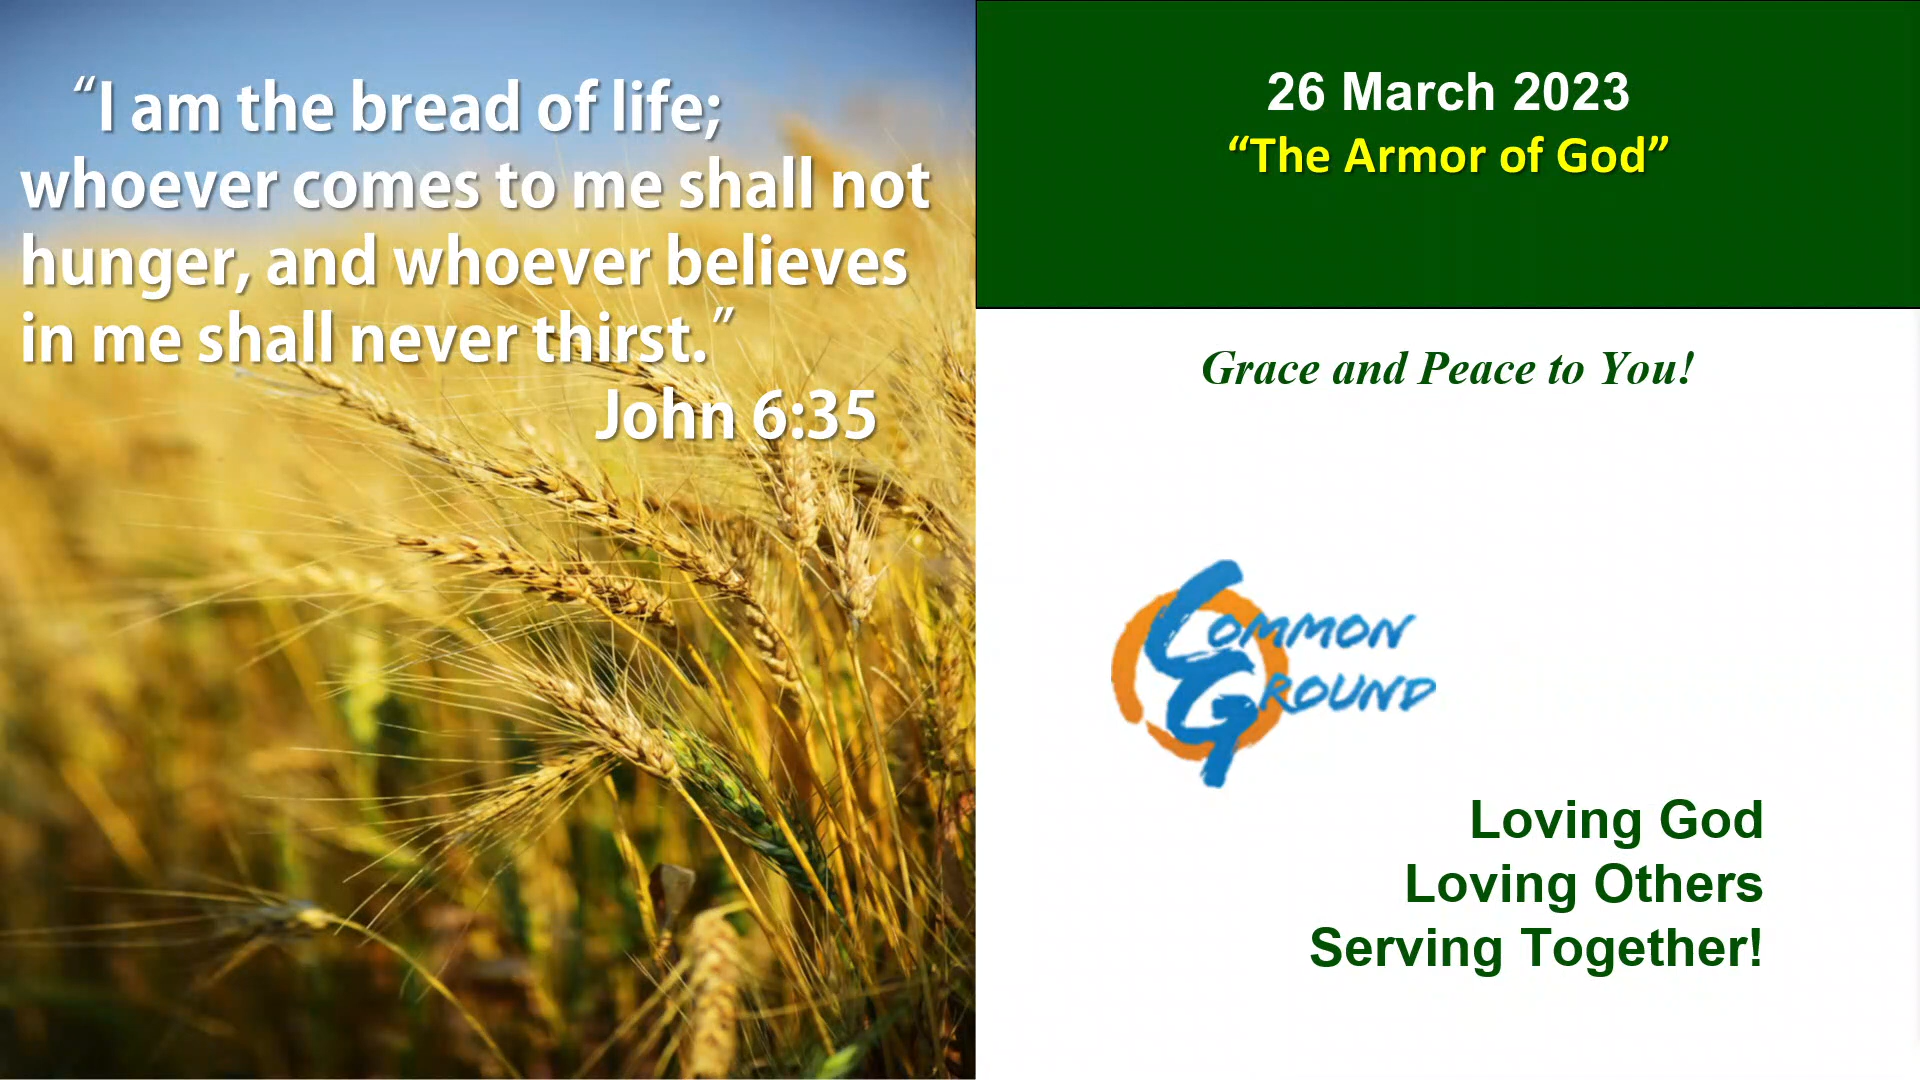 “I am the bread of life;
whoever comes to me shall not
hunger, and whoever believes
in me shall never thirst.”
John 6:35
26 March 2023
“The Armor of God”
Grace and Peace to You!
Common
Ground
Loving God
Loving Others
Serving Together!